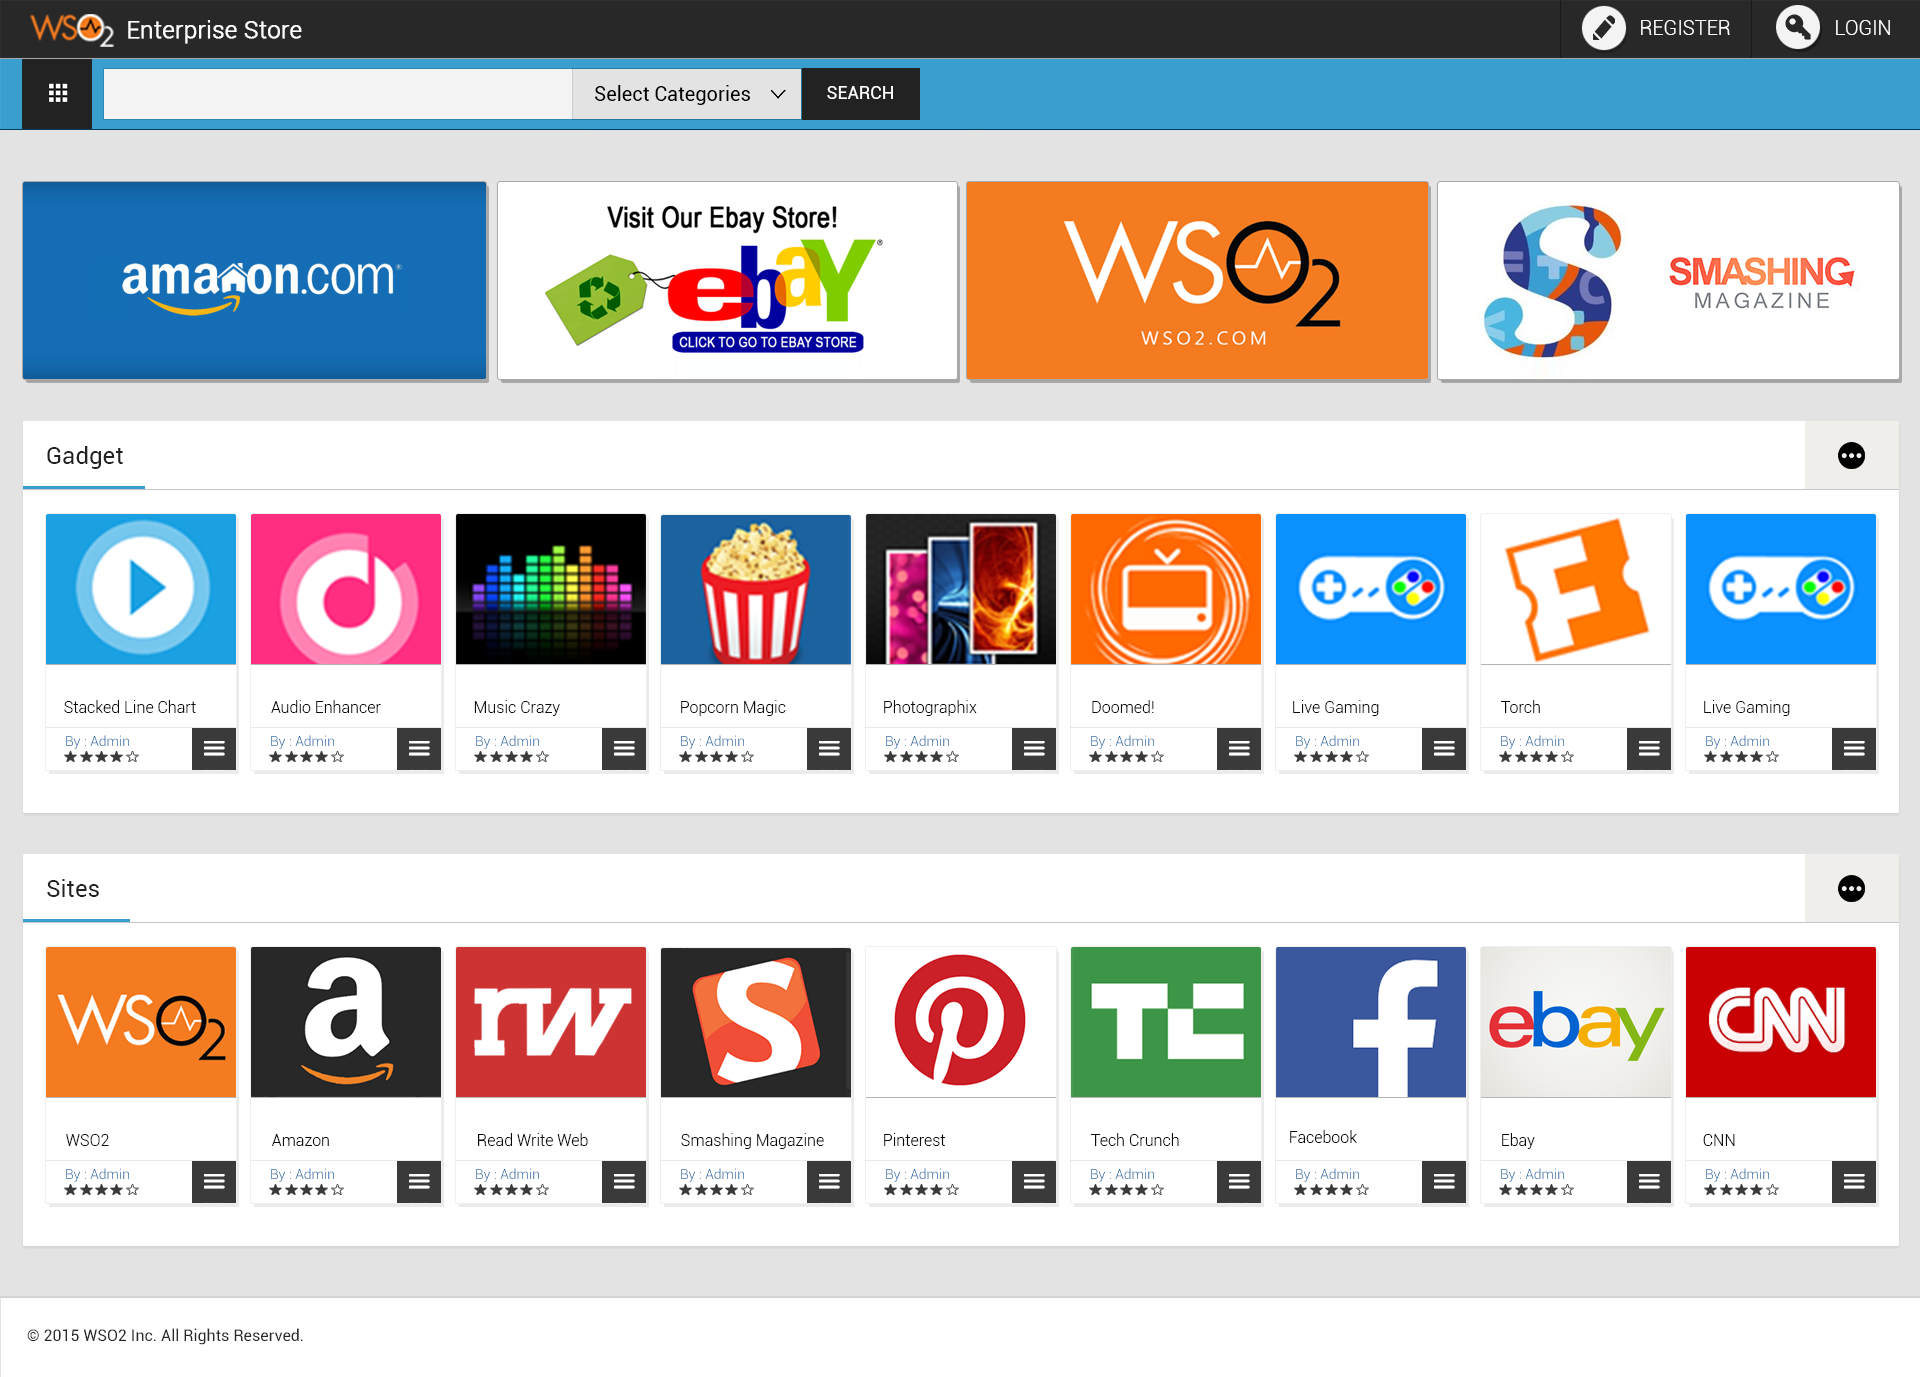 WSO2 Enterprise Store
REGISTER
LOGIN
Select Categories
SEARCH
amazon.com
Visit Our Ebay Store!
ebay®
CLICK TO GO TO EBAY STORE
WSO2
WSO2.COM
S
SMASHING
MAGAZINE
Gadget
Stacked Line Chart
Audio Enhancer
Music Crazy
Popcorn Magic
Photographix
Doomed!
Live Gaming
Torch
Live Gaming
By : Admin
By : Admin
By : Admin
By : Admin
By : Admin
By : Admin
By : Admin
By : Admin
By : Admin
Sites
WSO2
a
rw
S
P
TC
f
ebay
CNN
WSO2
Amazon
Read Write Web
Smashing Magazine
Pinterest
Tech Crunch
Facebook
Ebay
CNN
By : Admin
By : Admin
By : Admin
By : Admin
By : Admin
By : Admin
By : Admin
By : Admin
By : Admin
© 2015 WSO2 Inc. All Rights Reserved.